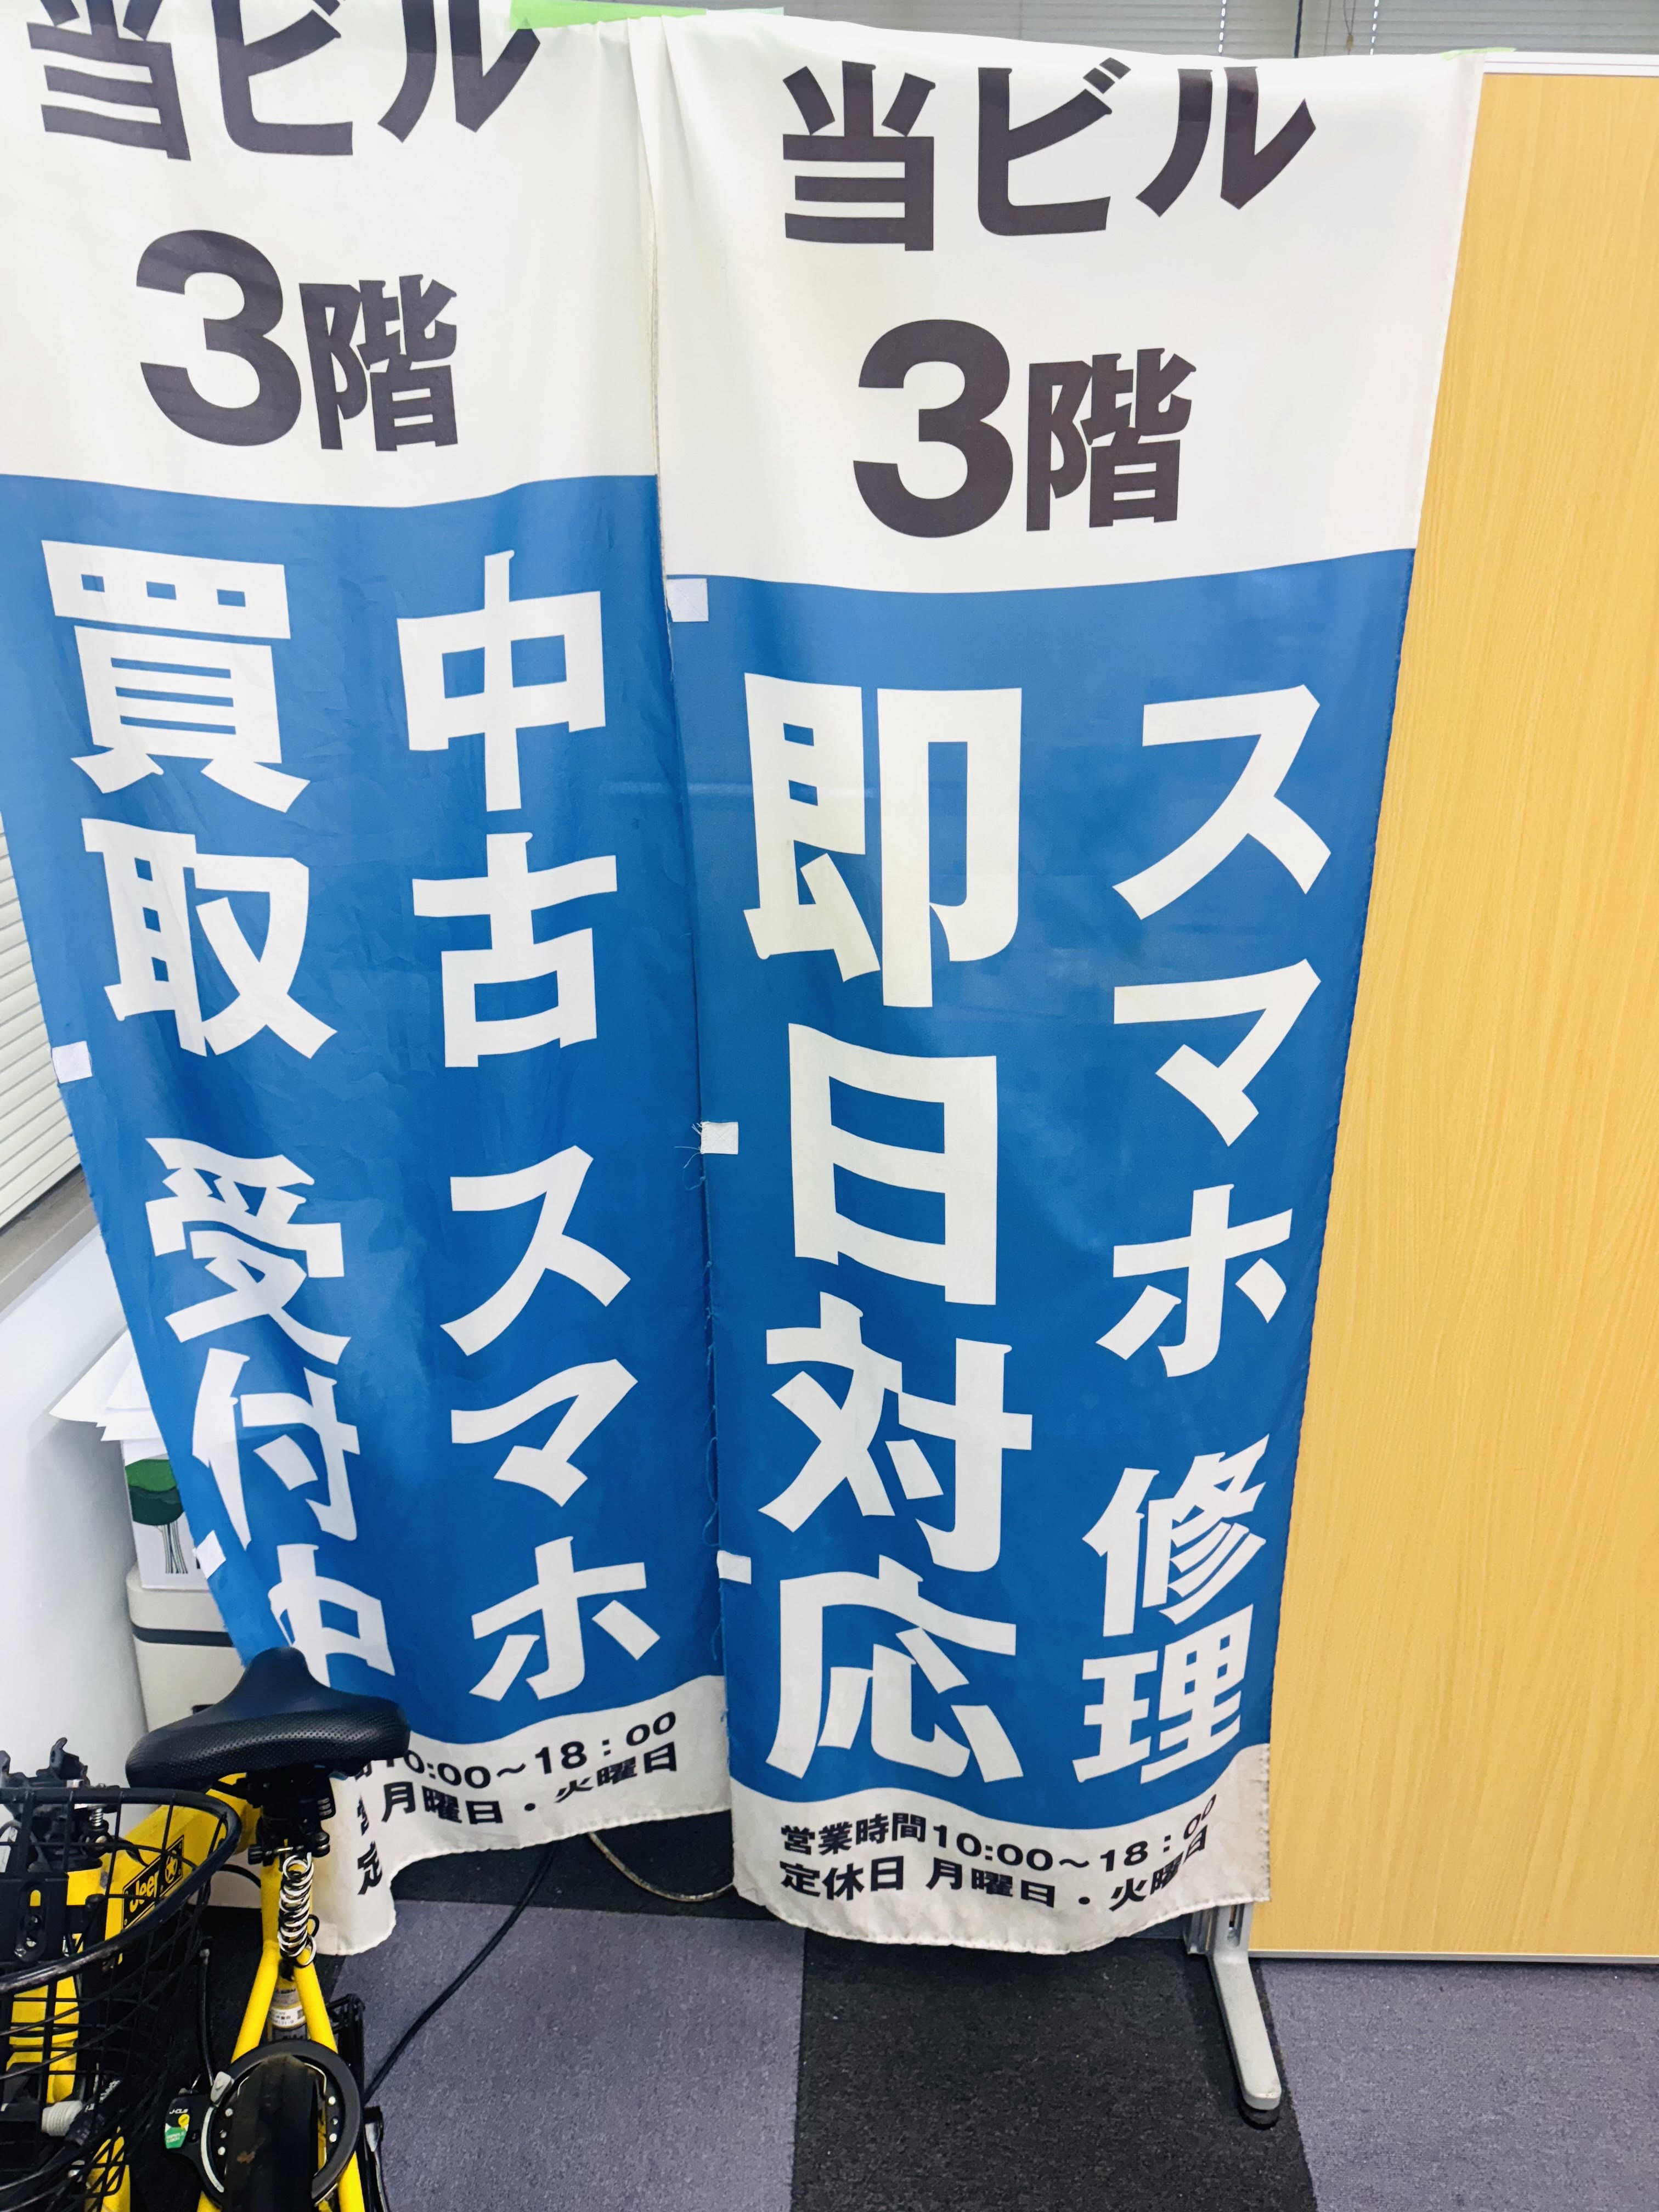 当ビル
3階
中古スマホ
買取受付中
10:00～18：00
定 月曜日・火曜日
当ビル
3階
スマホ修理
即日対応
営業時間10:00～18：00
定休日 月曜日・火曜日
Jeep